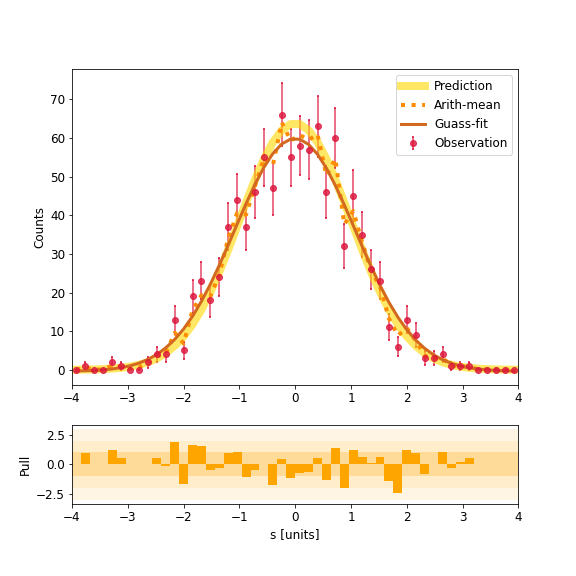 70
60
50
40
30
20
10
0
Counts
Prediction
Arith-mean
Guass-fit
Observation
−4 −3 −2 −1 0 1 2 3 4
2.5
0.0
−2.5
Pull
−4 −3 −2 −1 0 1 2 3 4
s [units]